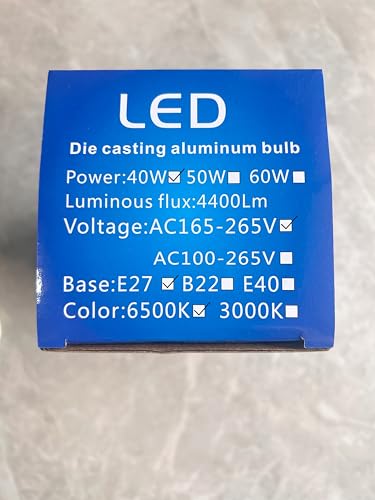 LED
Die casting aluminum bulb
Power:40W☑ 50W☐ 60W☐
Luminous flux:4400Lm
Voltage:AC165-265V☑
AC100-265V☐
Base:E27☑ B22☐ E40☐
Color:6500K☑ 3000K☐